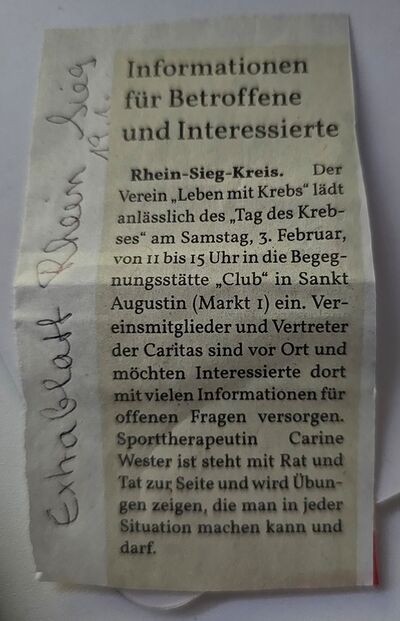 Extrablatt Rhein Sieg
19.1.
Informationen
für Betroffene
und Interessierte
Rhein-Sieg-Kreis. Der
Verein „Leben mit Krebs“ lädt
anlässlich des „Tag des Kreb-
ses“ am Samstag, 3. Februar,
von 11 bis 15 Uhr in die Begeg-
nungsstätte „Club“ in Sankt
Augustin (Markt 1) ein. Ver-
einsmitglieder und Vertreter
der Caritas sind vor Ort und
möchten Interessierte dort
mit vielen Informationen für
offenen Fragen versorgen.
Sporttherapeutin Carine
Wester ist steht mit Rat und
Tat zur Seite und wird Übun-
gen zeigen, die man in jeder
Situation machen kann und
darf.